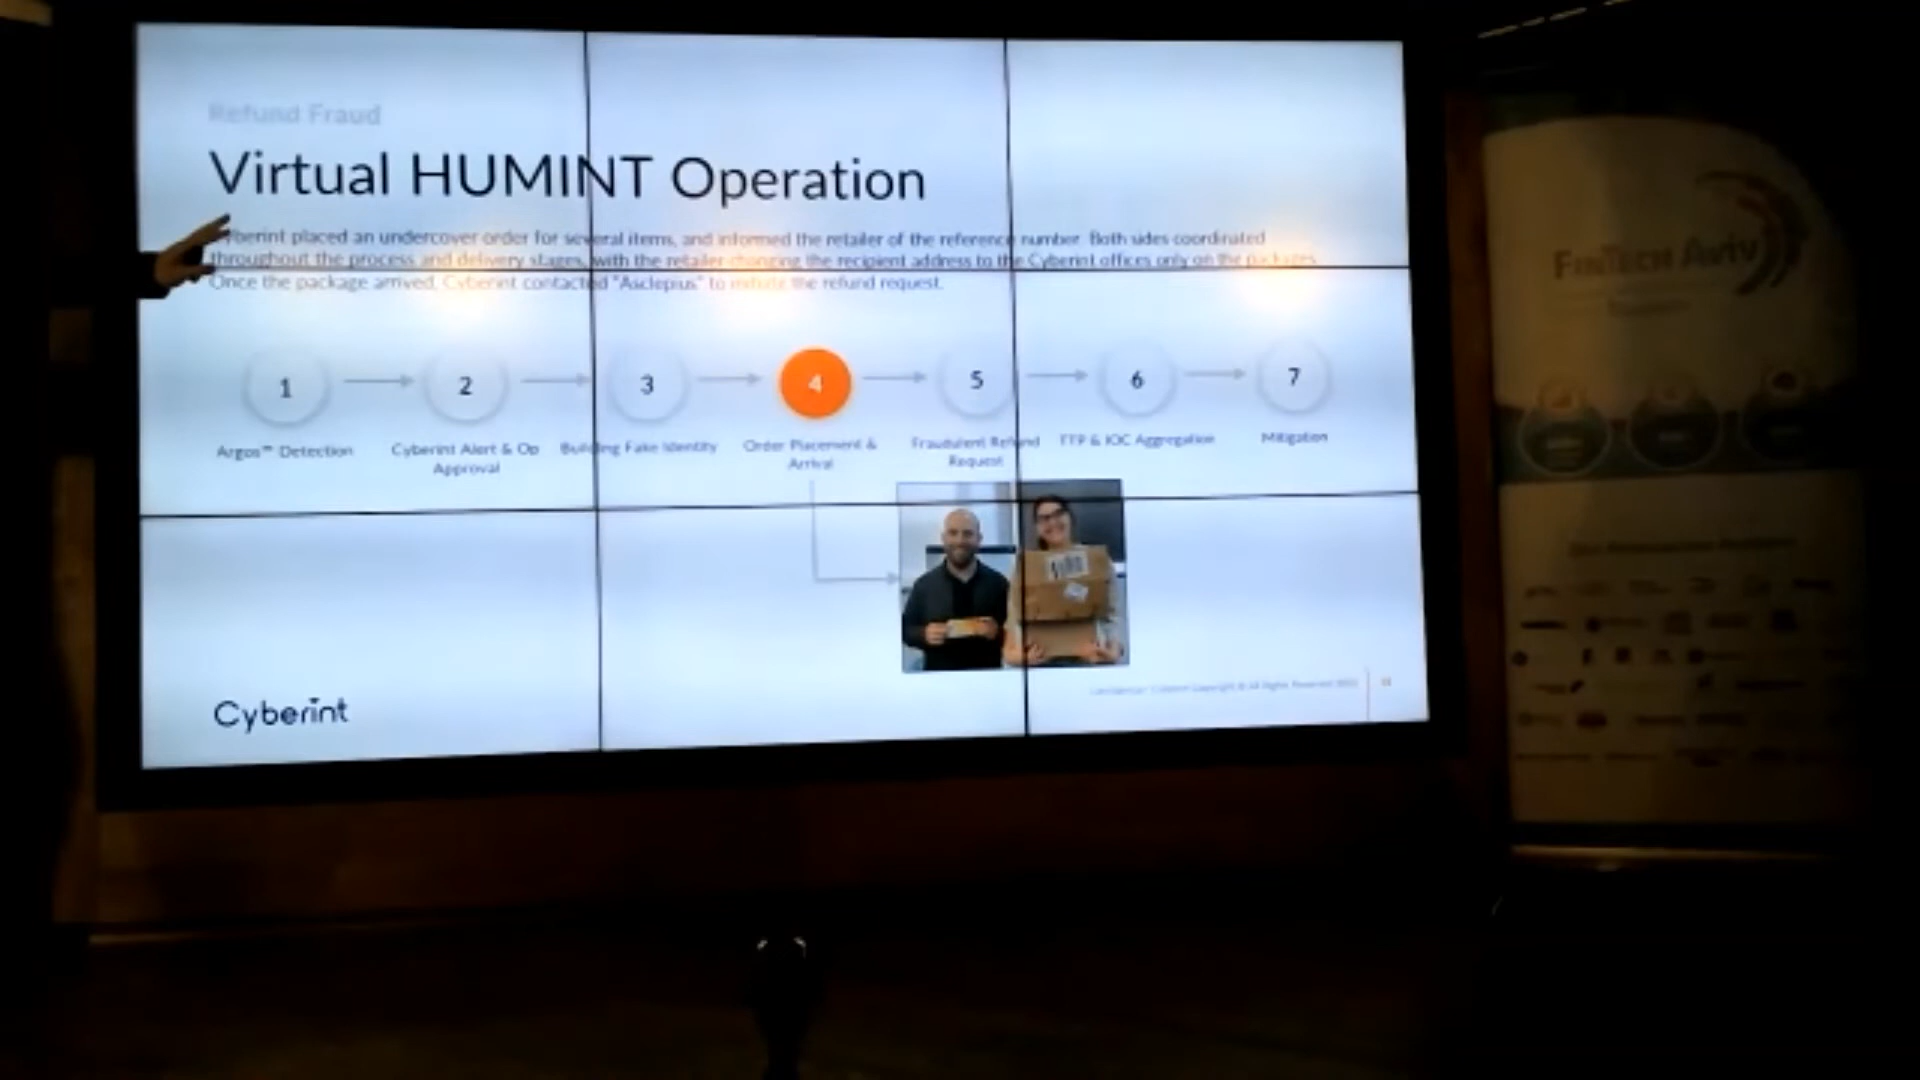 Refund Fraud
Virtual HUMINT Operation
Cyberint placed an undercover order for several items, and informed the retailer of the reference number. Both sides coordinated
throughout the process and delivery stages, with the retailer changing the recipient address to the Cyberint offices only on the packages.
Once the package arrived, Cyberint contacted "Asclepius" to initiate the refund request.
1
2
3
4
5
6
7
Argos™ Detection
Cyberint Alert & Op
Approval
Building Fake Identity
Order Placement &
Arrival
Fraudulent Refund
Request
TTP & IOC Aggregation
Mitigation
Cyberint
FinTech Aviv